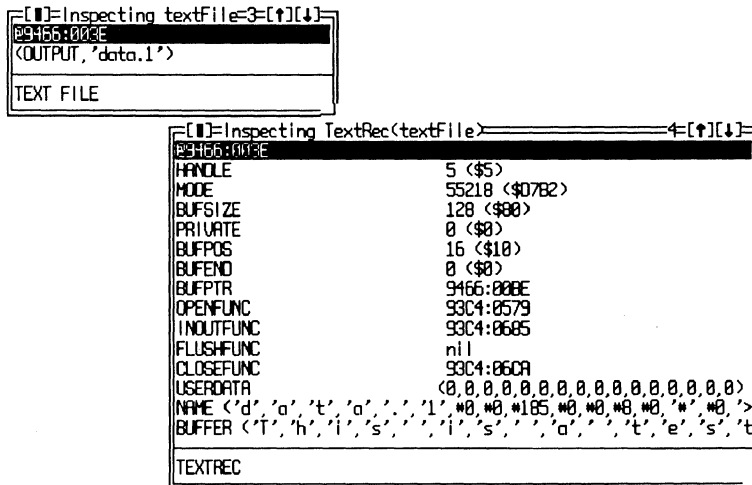 [■]=Inspecting textFile=3=[↑][↓]
@9466:003E
(OUTPUT,'data.1')
TEXT FILE
[■]=Inspecting TextRec(textFile) 4=[↑][↓]=
@9466:003E
HANDLE 5 ($5)
MODE 55218 ($D7B2)
BUFSIZE 128 ($80)
PRIVATE 0 ($0)
BUFPOS 16 ($10)
BUFEND 0 ($0)
BUFPTR 9466:00BE
OPENFUNC 93C4:0579
INOUTFUNC 93C4:0685
FLUSHFUNC nil
CLOSEFUNC 93C4:06CA
USERDATA (0,0,0,0,0,0,0,0,0,0,0,0,0,0,0,0)
NAME ('d','a','t','a','.','1',#0,#0,#185,#0,#0,#8,#0,'*',#0,'>
BUFFER ('T','h','i','s',' ','i','s',' ','a',' ','t','e','s','t
TEXTREC